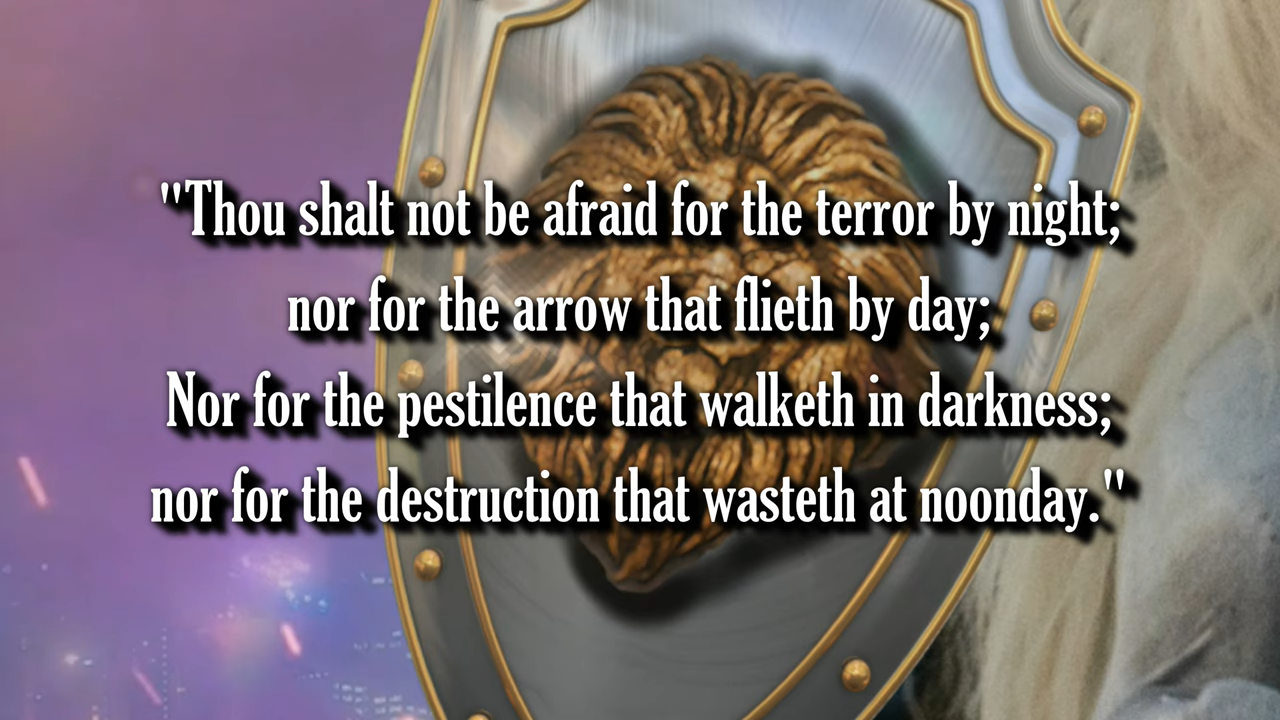 "Thou shalt not be afraid for the terror by night;
nor for the arrow that flieth by day;
Nor for the pestilence that walketh in darkness;
nor for the destruction that wasteth at noonday."